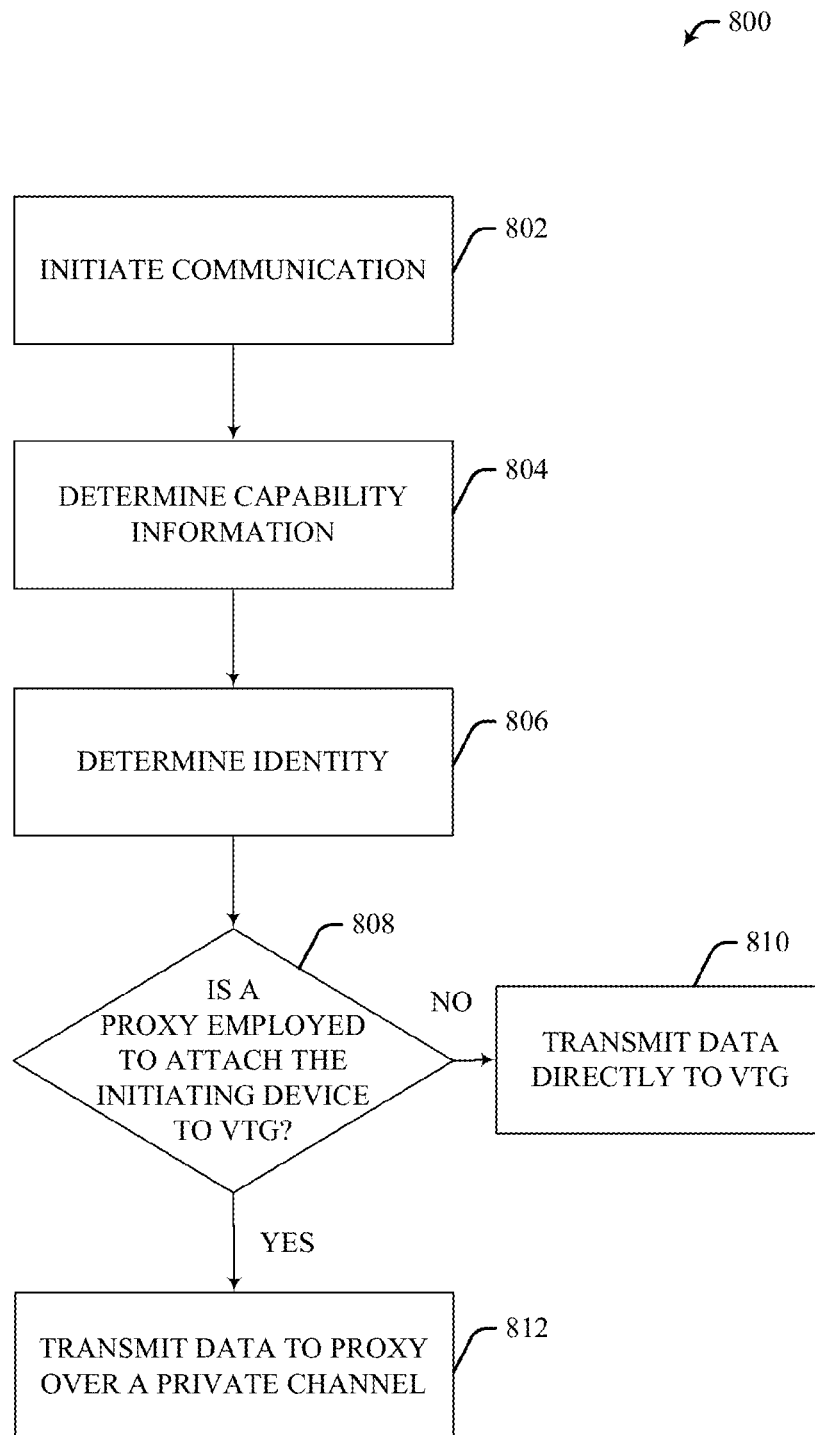 800
802
INITIATE COMMUNICATION
804
DETERMINE CAPABILITY
INFORMATION
806
DETERMINE IDENTITY
808
IS A
PROXY EMPLOYED
TO ATTACH THE
INITIATING DEVICE
TO VTG?
NO
810
TRANSMIT DATA
DIRECTLY TO VTG
YES
812
TRANSMIT DATA TO PROXY
OVER A PRIVATE CHANNEL